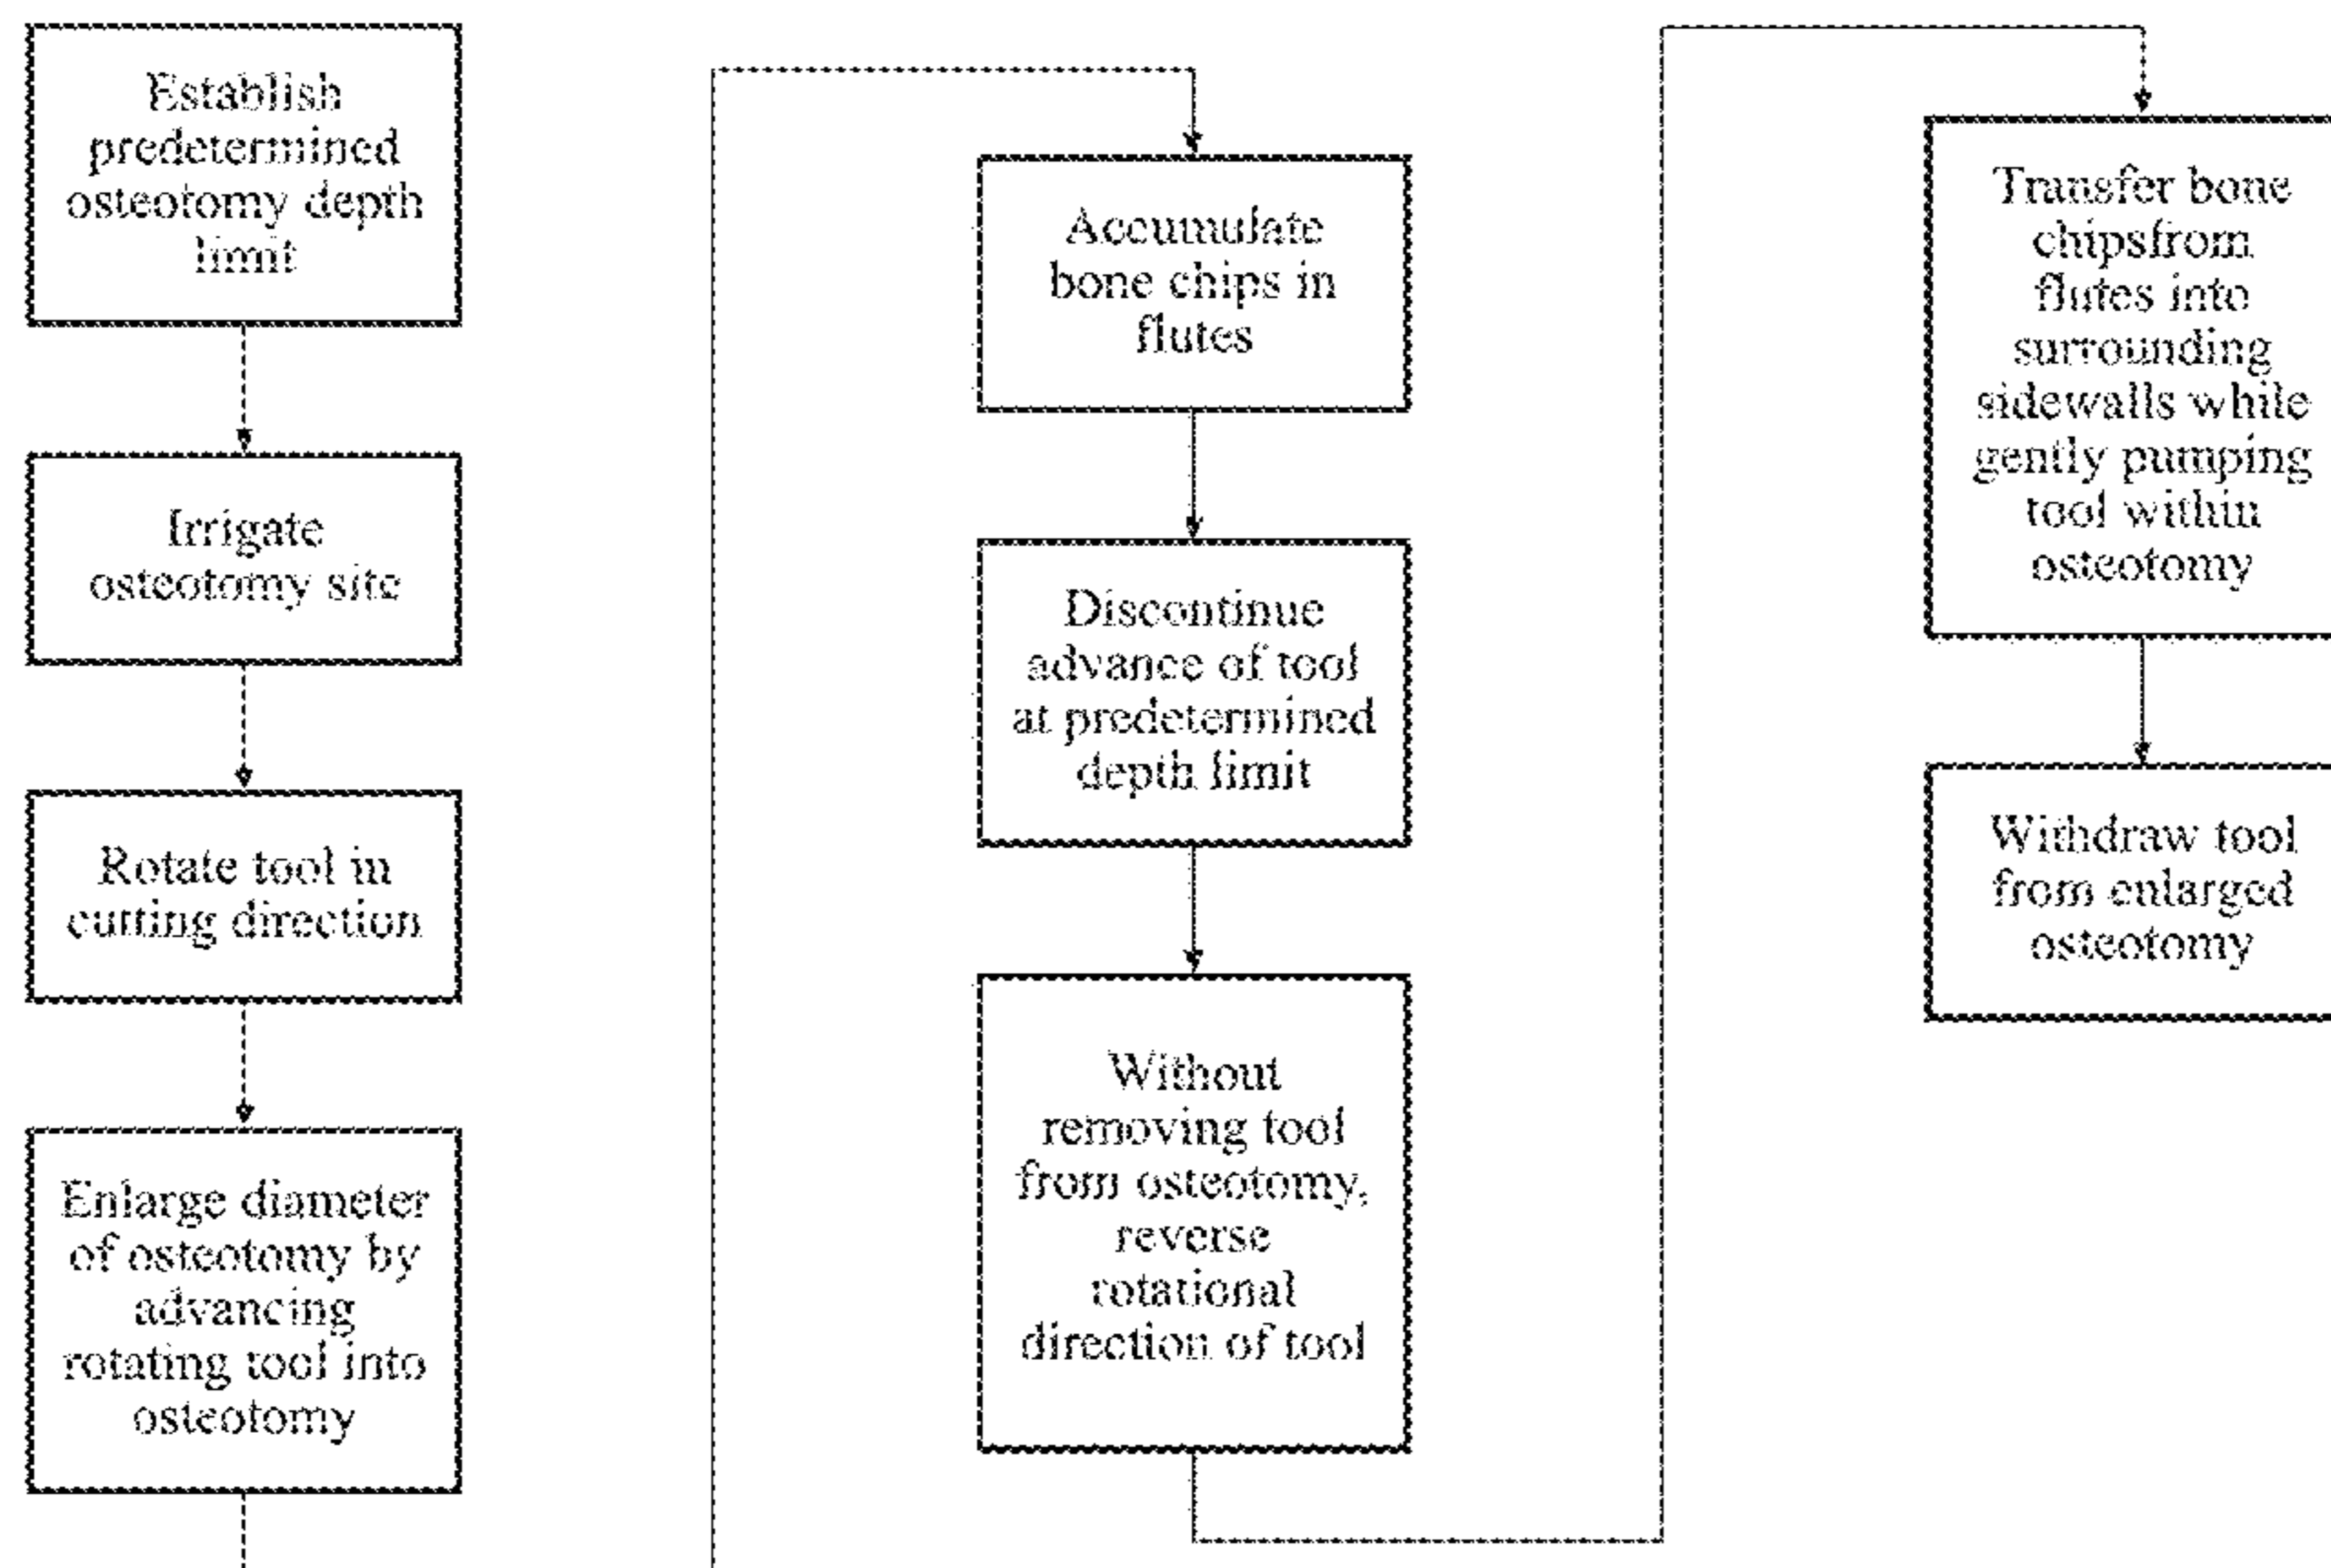 Establish
predetermined
osteotomy depth
limit
Irrigate
osteotomy site
Rotate tool in
cutting direction
Enlarge diameter
of osteotomy by
advancing
rotating tool into
osteotomy
Accumulate
bone chips in
flutes
Discontinue
advance of tool
at predetermined
depth limit
Without
removing tool
from osteotomy,
reverse
rotational
direction of tool
Transfer bone
chipsfrom
flutes into
surrounding
sidewalls while
gently pumping
tool within
osteotomy
Withdraw tool
from enlarged
osteotomy